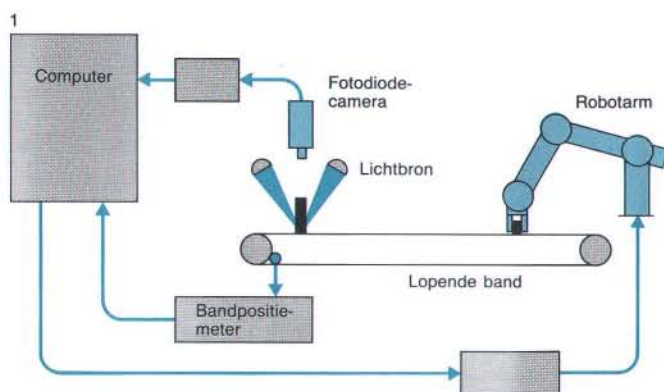 1
Computer
Fotodiode-
camera
Robotarm
Lichtbron
Lopende band
Bandpositie-
meter